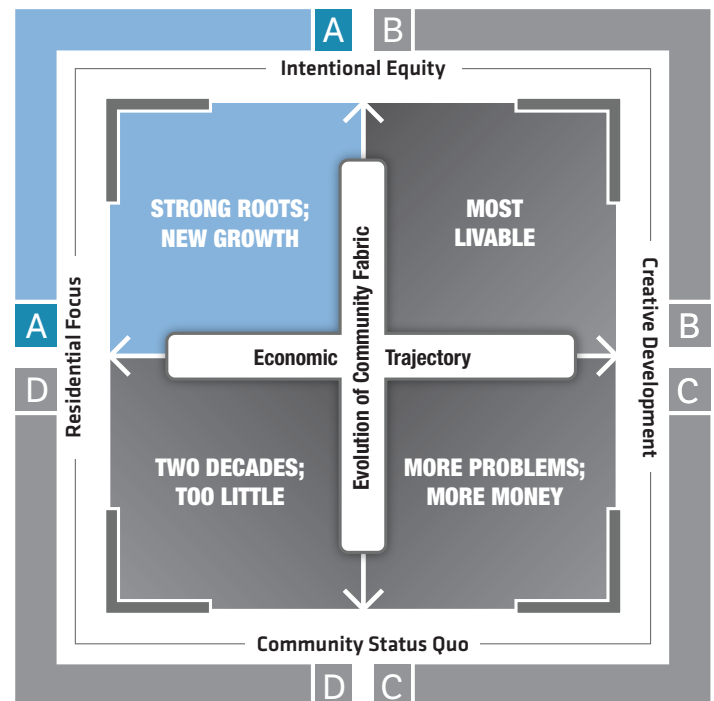 A B
Intentional Equity
STRONG ROOTS;
NEW GROWTH
MOST
LIVABLE
A
B
Residential Focus
Evolution of Community Fabric
Economic Trajectory
Creative Development
D
C
TWO DECADES;
TOO LITTLE
MORE PROBLEMS;
MORE MONEY
Community Status Quo
D C